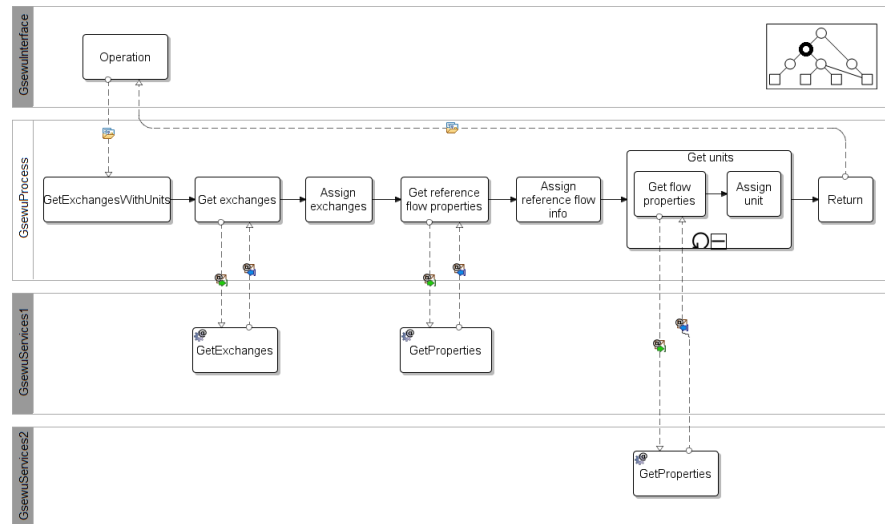 GsewuInterface
Operation
GsewuProcess
GetExchangesWithUnits
Get exchanges
Assign
exchanges
Get reference
flow properties
Assign
reference flow
info
Get units
Get flow
properties
Assign
unit
Return
GsewuServices1
GetExchanges
GetProperties
GsewuServices2
GetProperties